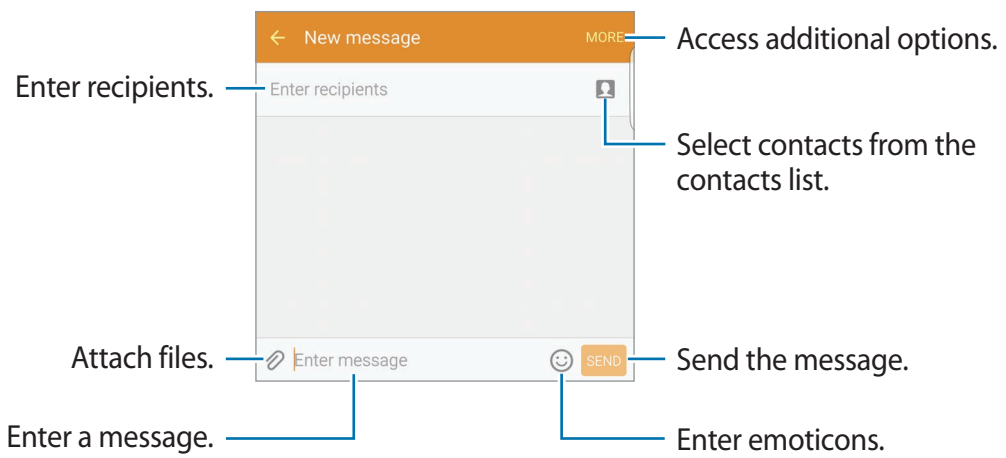 New message
MORE
Access additional options.
Enter recipients.
Enter recipients
Select contacts from the
contacts list.
Attach files.
Enter message
SEND
Send the message.
Enter a message.
Enter emoticons.